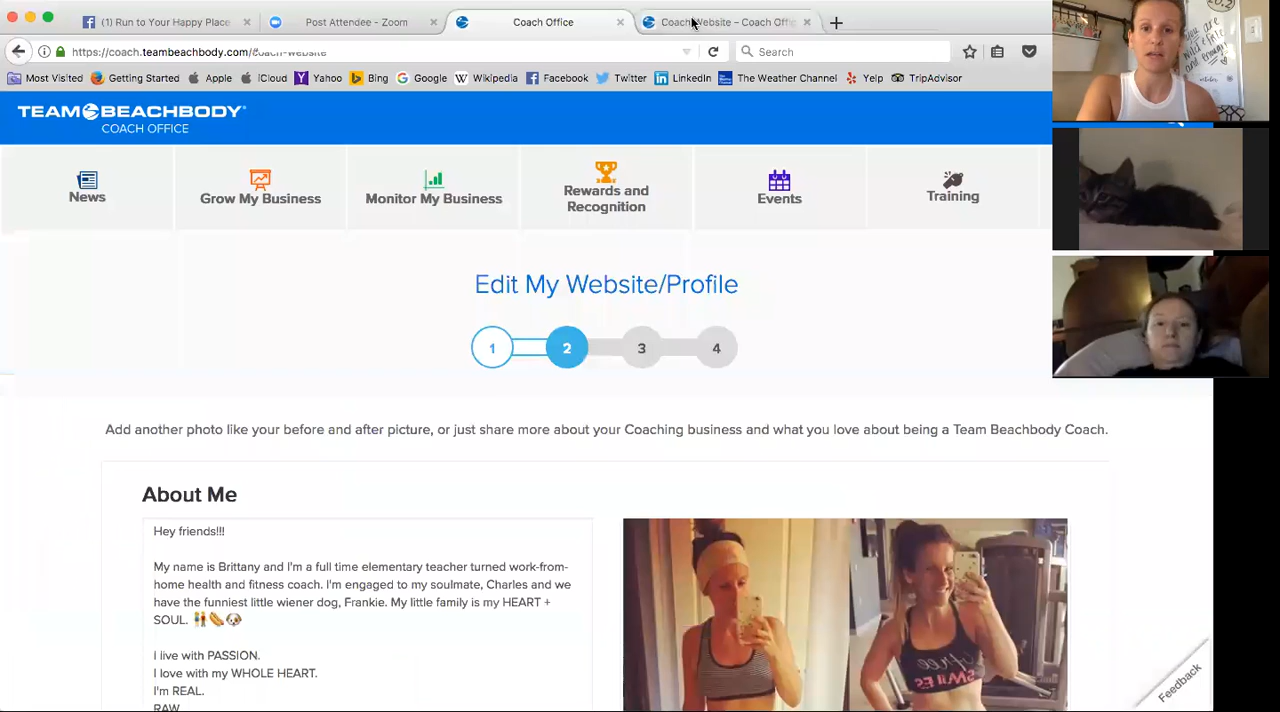 (1) Run to Your Happy Place
Post Attendee - Zoom
Coach Office
Coach Website – Coach Offi
https://coach.teambeachbody.com/#coach-website
Search
Most Visited
Getting Started
Apple
iCloud
Yahoo
Bing
Google
Wikipedia
Facebook
Twitter
LinkedIn
The Weather Channel
Yelp
TripAdvisor
TEAM BEACHBODY
COACH OFFICE
News
Grow My Business
Monitor My Business
Rewards and
Recognition
Events
Training
Edit My Website/Profile
1
2
3
4
Add another photo like your before and after picture, or just share more about your Coaching business and what you love about being a Team Beachbody Coach.
About Me
Hey friends!!!
My name is Brittany and I'm a full time elementary teacher turned work-from-
home health and fitness coach. I'm engaged to my soulmate, Charles and we
have the funniest little wiener dog, Frankie. My little family is my HEART +
SOUL. 👫🌭🐶
I live with PASSION.
I love with my WHOLE HEART.
I'm REAL.
RAW
Feedback
you are
wild + free
and enough!